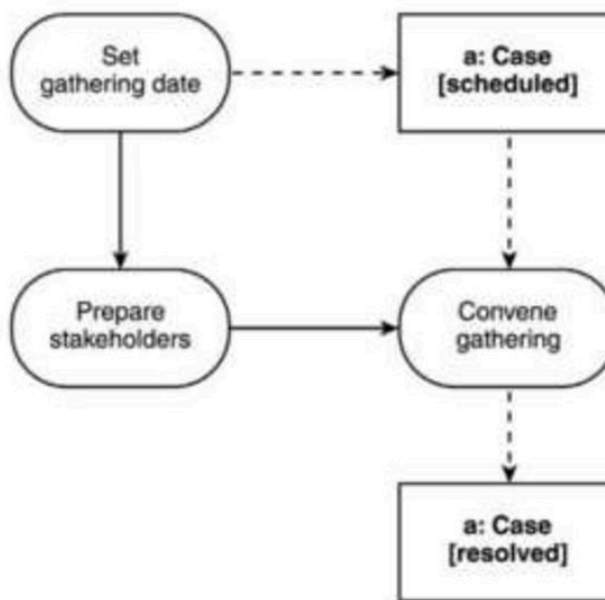 Set
gathering date
a: Case
[scheduled]
Prepare
stakeholders
Convene
gathering
a: Case
[resolved]